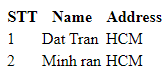 STT Name Address
1 Dat Tran HCM
2 Minh ran HCM